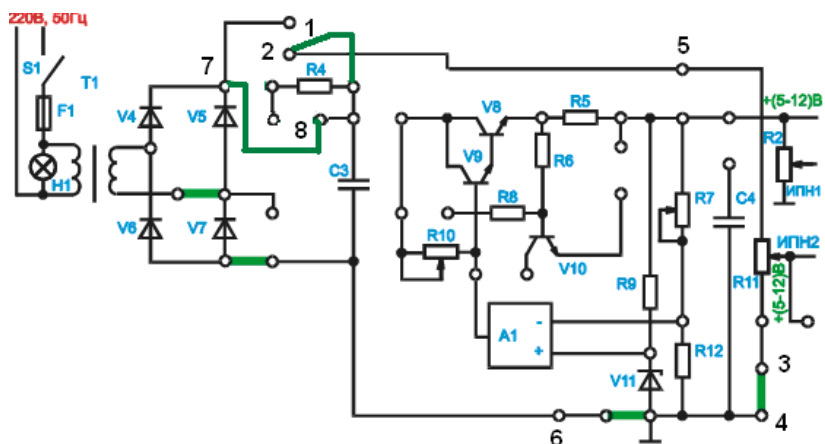 220В, 50Гц
1
2
5
S1
T1
7
R4
F1
V4
V5
8
V8
R5
+(5-12)В
R2
V9
R6
H1
C3
R8
R7
C4
ИПН1
V6
V7
R10
V10
ИПН2
R9
R11
+(5-12)В
A1
-
+
R12
V11
3
6
4